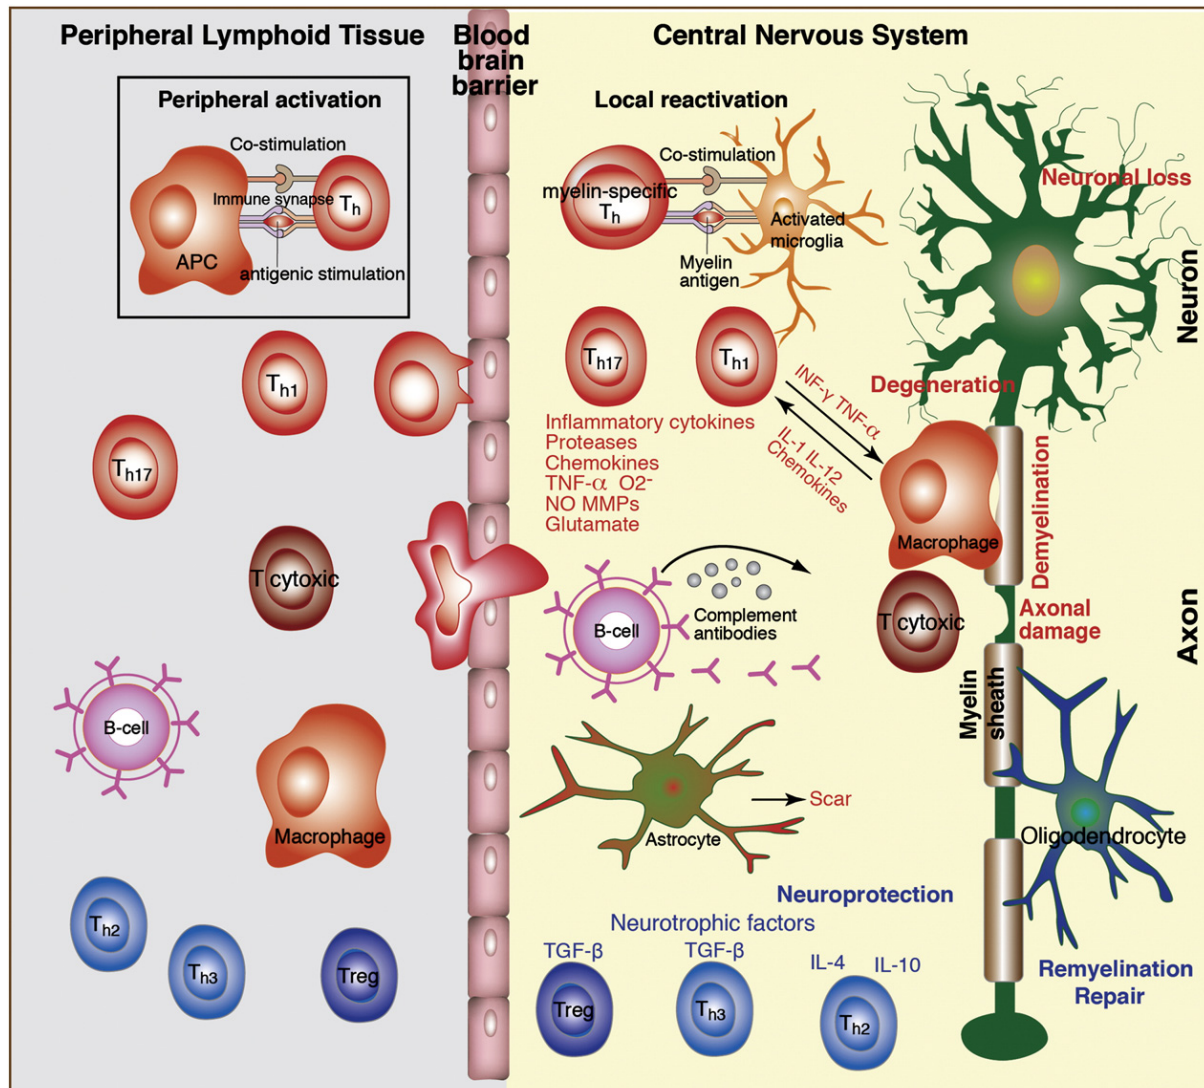 Peripheral Lymphoid Tissue
Blood
brain
barrier
Central Nervous System
Peripheral activation
Co-stimulation
Immune synapse
Th
APC
antigenic stimulation
Th1
Th17
T cytoxic
B-cell
Macrophage
Th2
Th3
Treg
Local reactivation
Co-stimulation
myelin-specific
Th
Activated
microglia
Myelin
antigen
Th17
Th1
INF-γ TNF-α
IL-1 IL-12
Chemokines
Inflammatory cytokines
Proteases
Chemokines
TNF-α O2-
NO MMPs
Glutamate
Neuronal loss
Neuron
Degeneration
Macrophage
Demyelination
B-cell
Complement
antibodies
T cytoxic
Axonal
damage
Axon
Myelin
sheath
Astrocyte
Scar
Oligodendrocyte
Neuroprotection
Neurotrophic factors
TGF-β
TGF-β
IL-4
IL-10
Treg
Th3
Th2
Remyelination
Repair